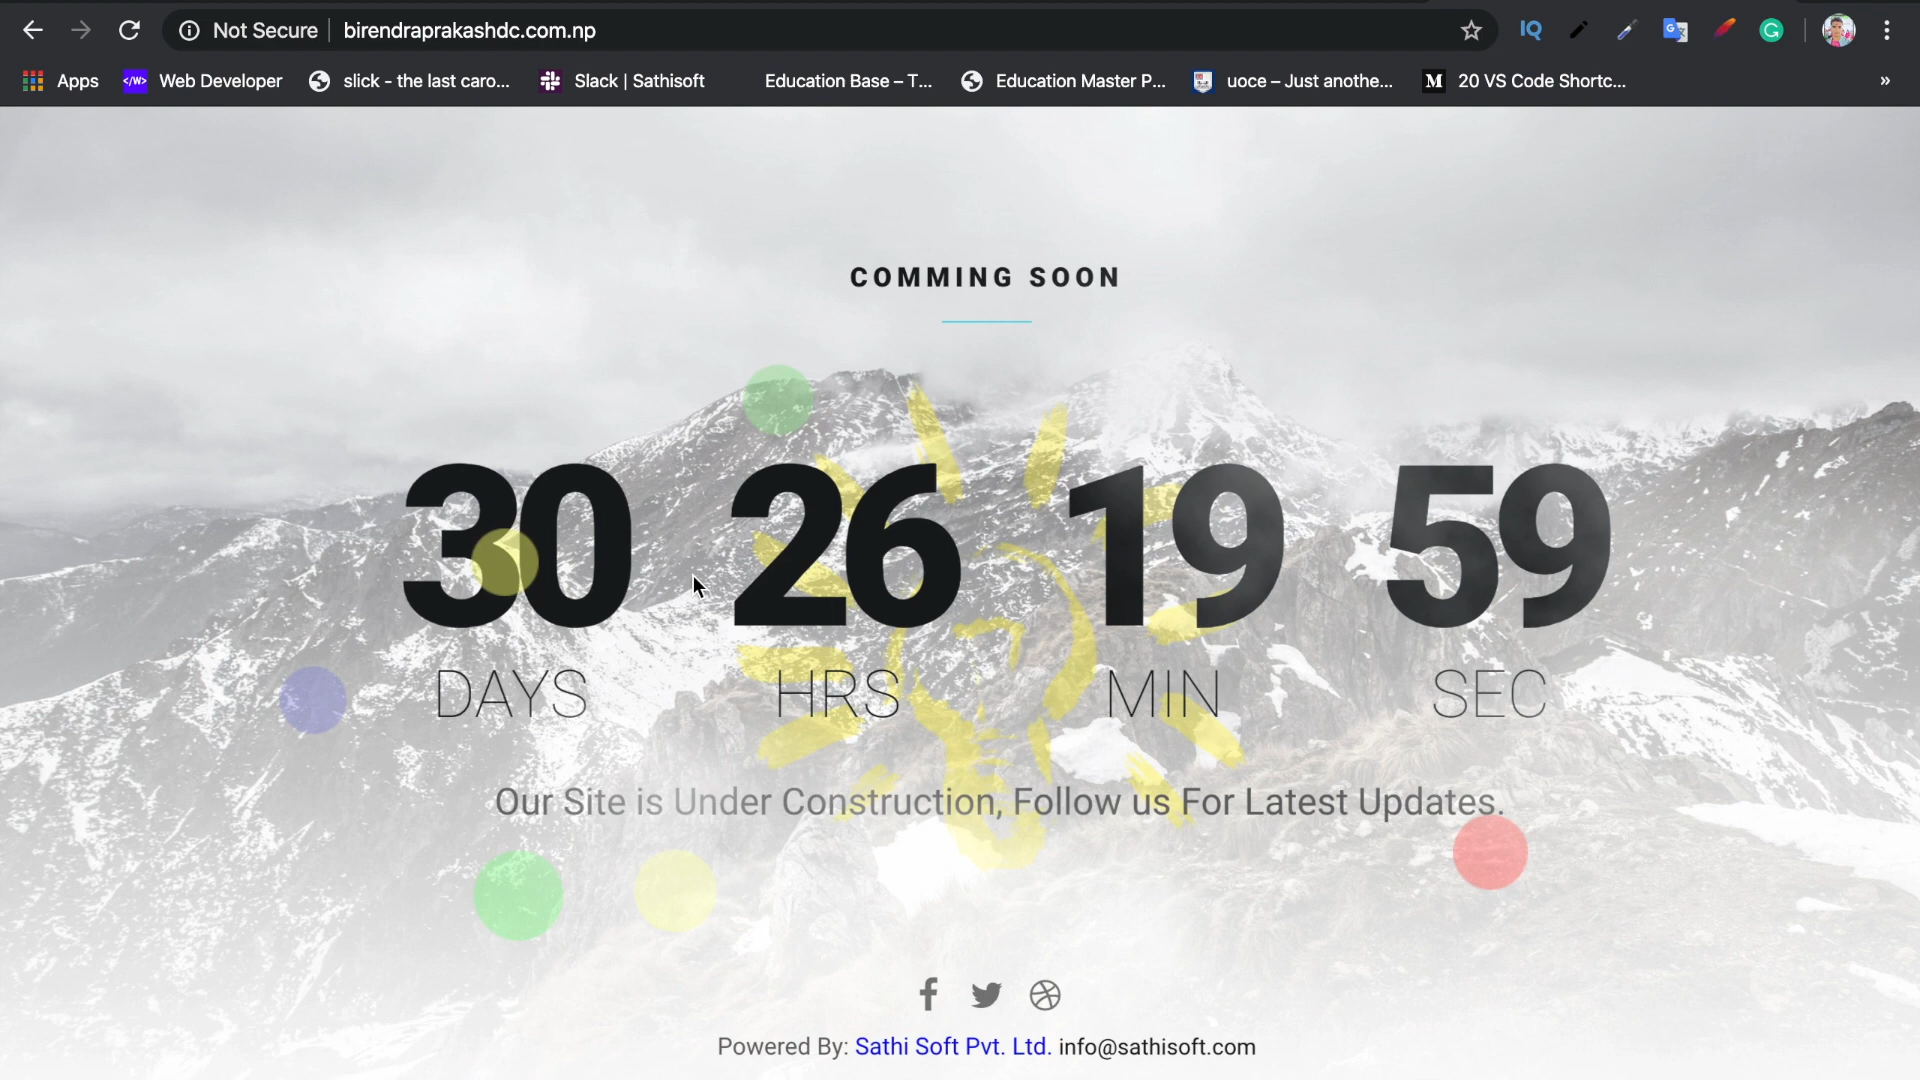 Not Secure birendraprakashdc.com.np
Apps Web Developer slick - the last caro... Slack | Sathisoft Education Base – T... Education Master P... uoce – Just anothe... M 20 VS Code Shortc... »
COMMING SOON
30 26 19 59
DAYS HRS MIN SEC
Our Site is Under Construction, Follow us For Latest Updates.
Powered By: Sathi Soft Pvt. Ltd. info@sathisoft.com